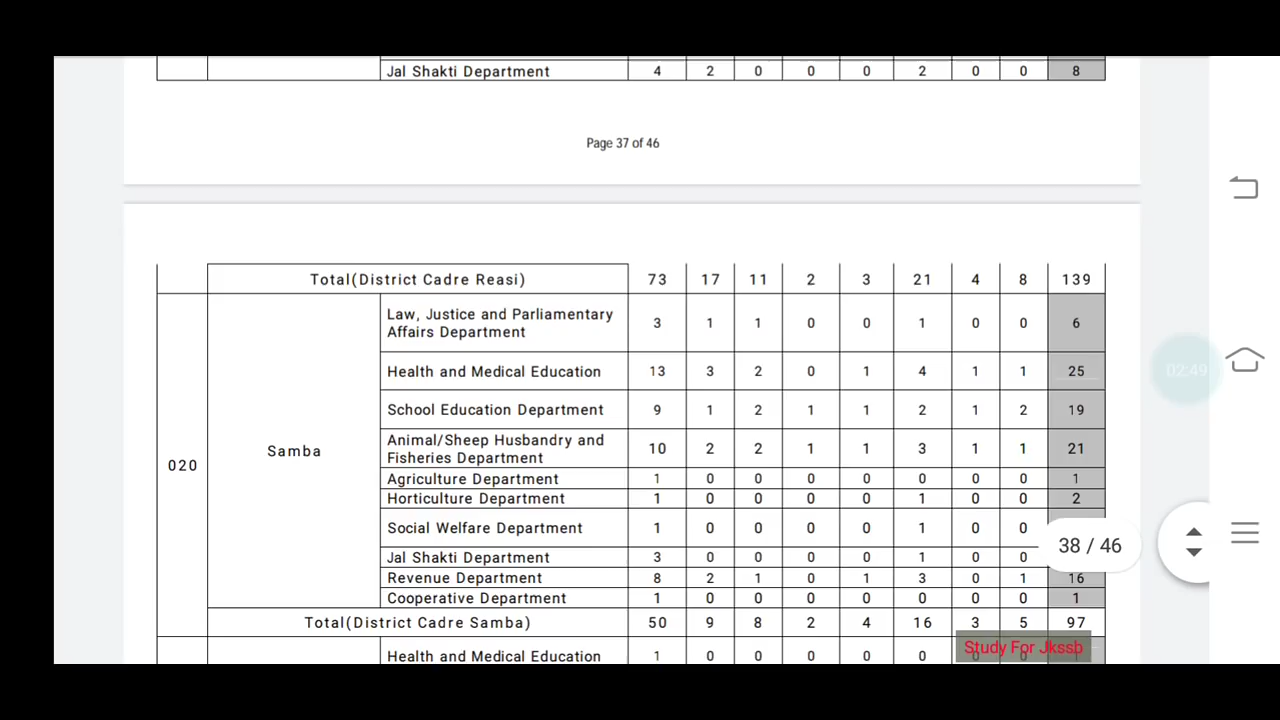 Jal Shakti Department 4 2 0 0 0 2 0 0 8
Page 37 of 46
Total(District Cadre Reasi) 73 17 11 2 3 21 4 8 139
Law, Justice and Parliamentary
Affairs Department 3 1 1 0 0 1 0 0 6
Health and Medical Education 13 3 2 0 1 4 1 1 25
02:49
School Education Department 9 1 2 1 1 2 1 2 19
020 Samba Animal/Sheep Husbandry and
Fisheries Department 10 2 2 1 1 3 1 1 21
Agriculture Department 1 0 0 0 0 0 0 0 1
Horticulture Department 1 0 0 0 0 1 0 0 2
Social Welfare Department 1 0 0 0 0 1 0 0
38 / 46
Jal Shakti Department 3 0 0 0 0 1 0 0
Revenue Department 8 2 1 0 1 3 0 1 16
Cooperative Department 1 0 0 0 0 0 0 0 1
Total(District Cadre Samba) 50 9 8 2 4 16 3 5 97
Study For Jkssb
Health and Medical Education 1 0 0 0 0 0 0 0